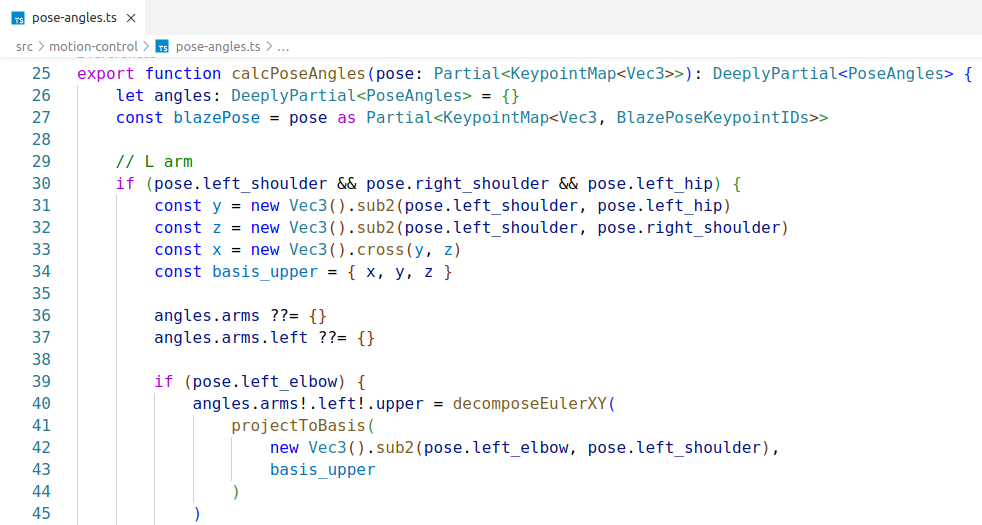 TS pose-angles.ts ×
src > motion-control > TS pose-angles.ts > ...
25 export function calcPoseAngles(pose: Partial<KeypointMap<Vec3>>): DeeplyPartial<PoseAngles> {
26 let angles: DeeplyPartial<PoseAngles> = {}
27 const blazePose = pose as Partial<KeypointMap<Vec3, BlazePoseKeypointIDs>>
28
29 // L arm
30 if (pose.left_shoulder && pose.right_shoulder && pose.left_hip) {
31 const y = new Vec3().sub2(pose.left_shoulder, pose.left_hip)
32 const z = new Vec3().sub2(pose.left_shoulder, pose.right_shoulder)
33 const x = new Vec3().cross(y, z)
34 const basis_upper = { x, y, z }
35
36 angles.arms ??= {}
37 angles.arms.left ??= {}
38
39 if (pose.left_elbow) {
40 angles.arms!.left!.upper = decomposeEulerXY(
41 projectToBasis(
42 new Vec3().sub2(pose.left_elbow, pose.left_shoulder),
43 basis_upper
44 )
45 )